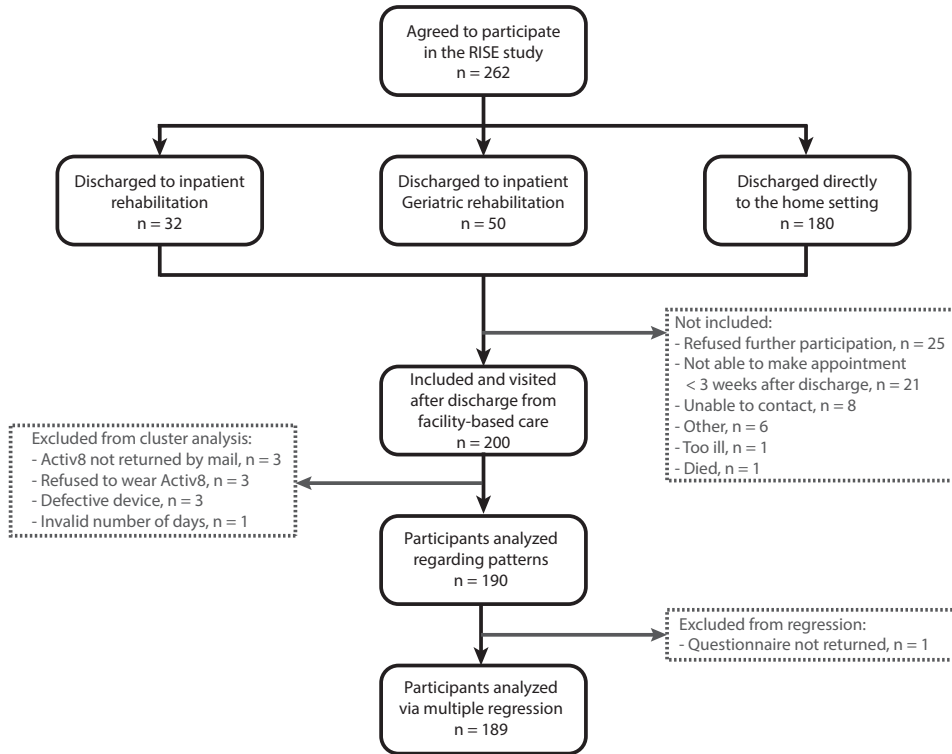 Agreed to participate
in the RISE study
n = 262
Discharged to inpatient
rehabilitation
n = 32
Discharged to inpatient
Geriatric rehabilitation
n = 50
Discharged directly
to the home setting
n = 180
Not included:
- Refused further participation, n = 25
- Not able to make appointment
< 3 weeks after discharge, n = 21
- Unable to contact, n = 8
- Other, n = 6
- Too ill, n = 1
- Died, n = 1
Included and visited
after discharge from
facility-based care
n = 200
Excluded from cluster analysis:
- Activ8 not returned by mail, n = 3
- Refused to wear Activ8, n = 3
- Defective device, n = 3
- Invalid number of days, n = 1
Participants analyzed
regarding patterns
n = 190
Excluded from regression:
- Questionnaire not returned, n = 1
Participants analyzed
via multiple regression
n = 189